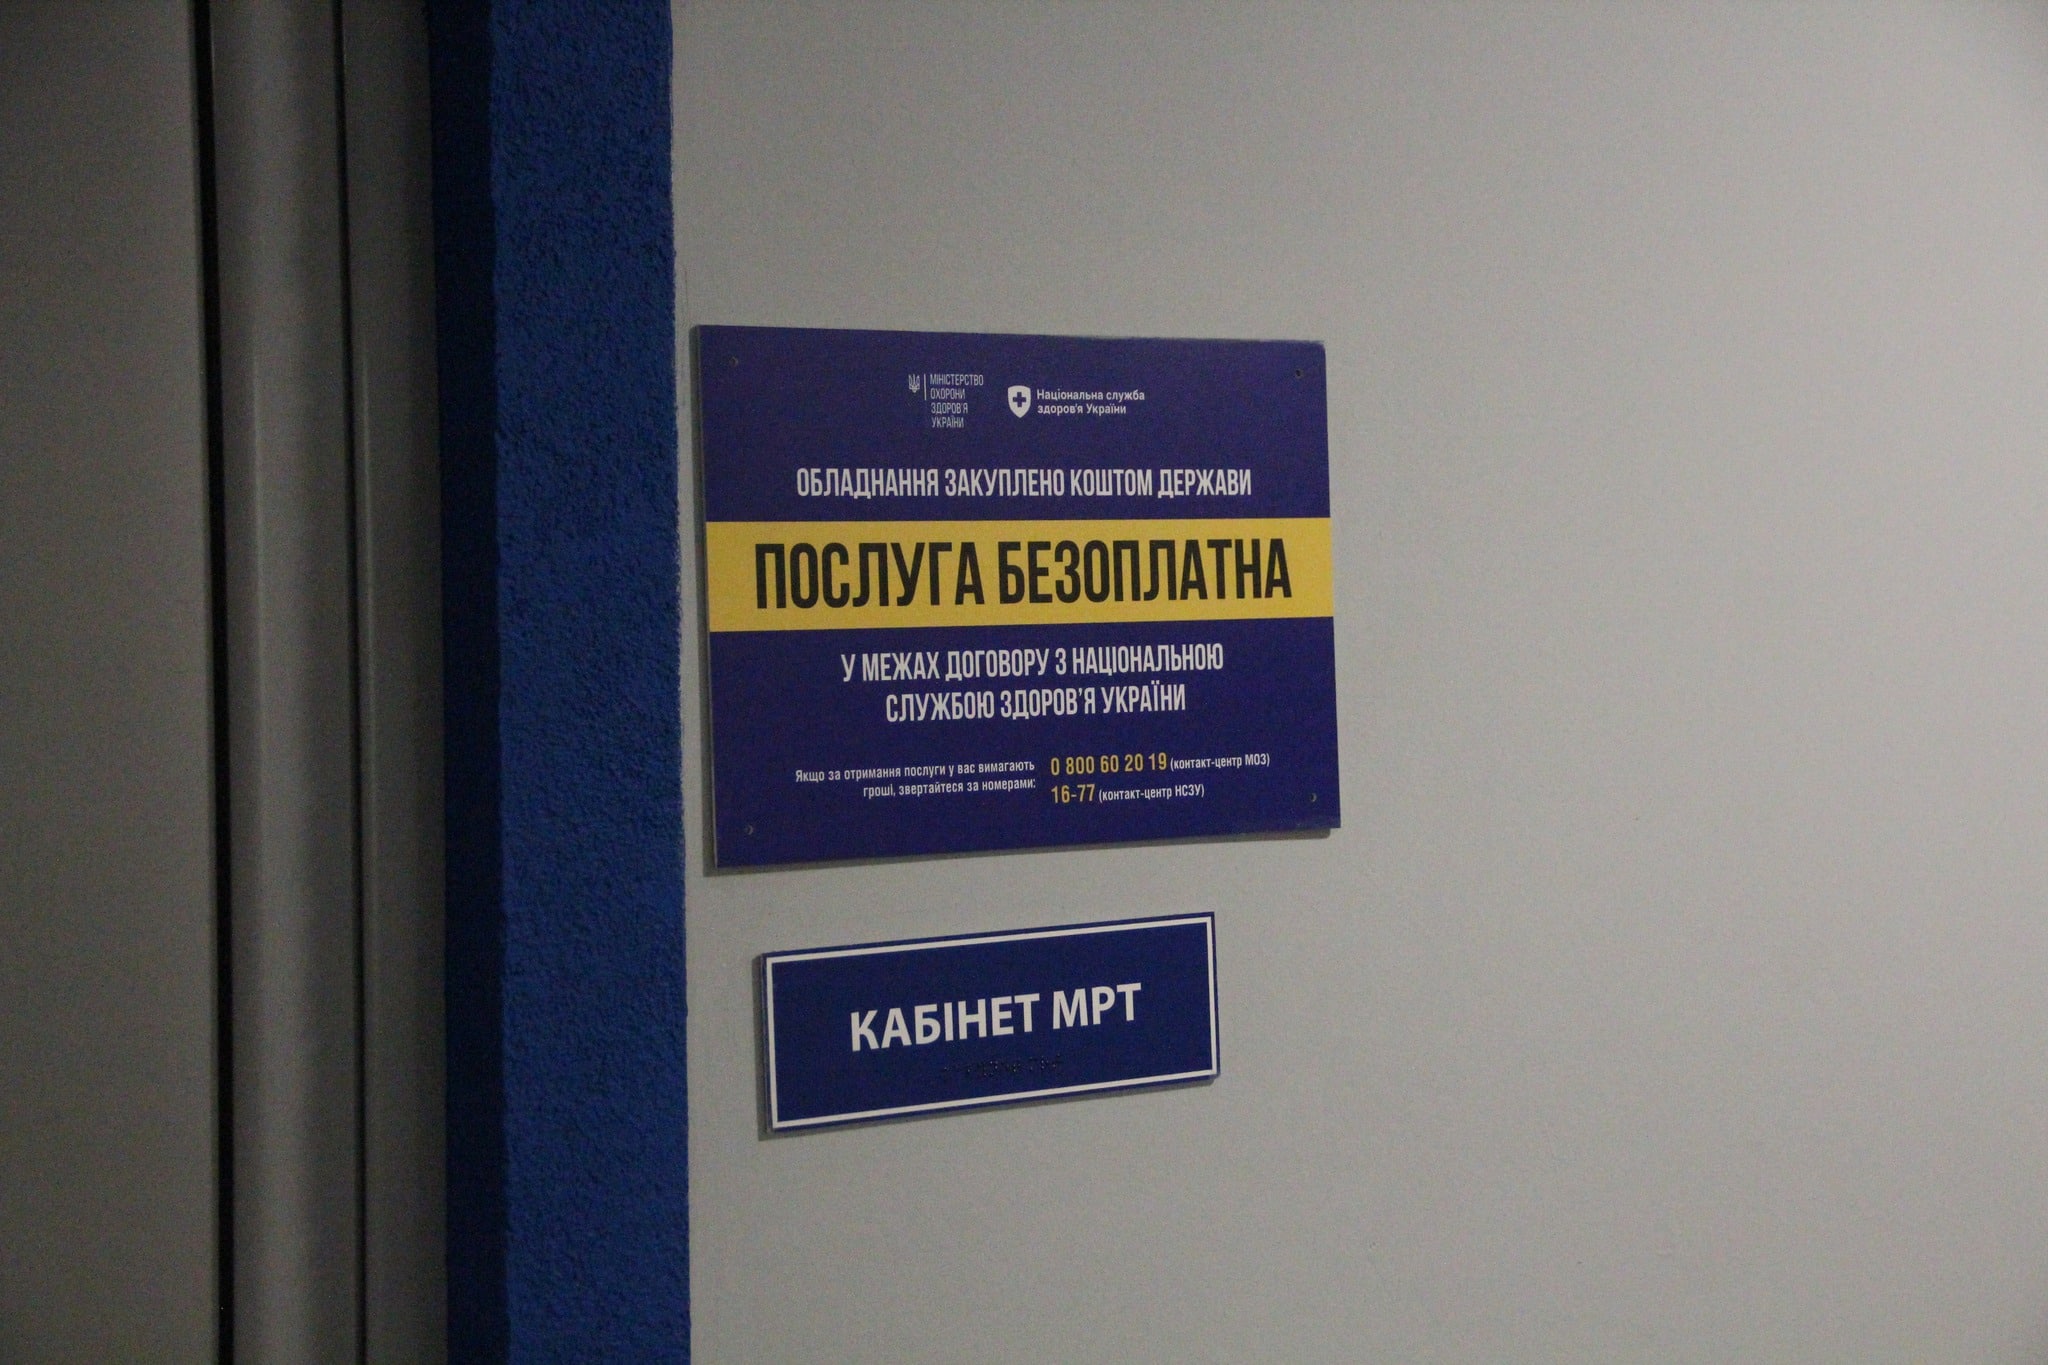 МІНІСТЕРСТВО
ОХОРОНИ
ЗДОРОВ'Я
УКРАЇНИ
Національна служба
здоров'я України
ОБЛАДНАННЯ ЗАКУПЛЕНО КОШТОМ ДЕРЖАВИ
ПОСЛУГА БЕЗОПЛАТНА
У МЕЖАХ ДОГОВОРУ З НАЦІОНАЛЬНОЮ
СЛУЖБОЮ ЗДОРОВ'Я УКРАЇНИ
Якщо за отримання послуги у вас вимагають
гроші, звертайтеся за номерами:
0 800 60 20 19 (контакт-центр МОЗ)
16-77 (контакт-центр НСЗУ)
КАБІНЕТ МРТ